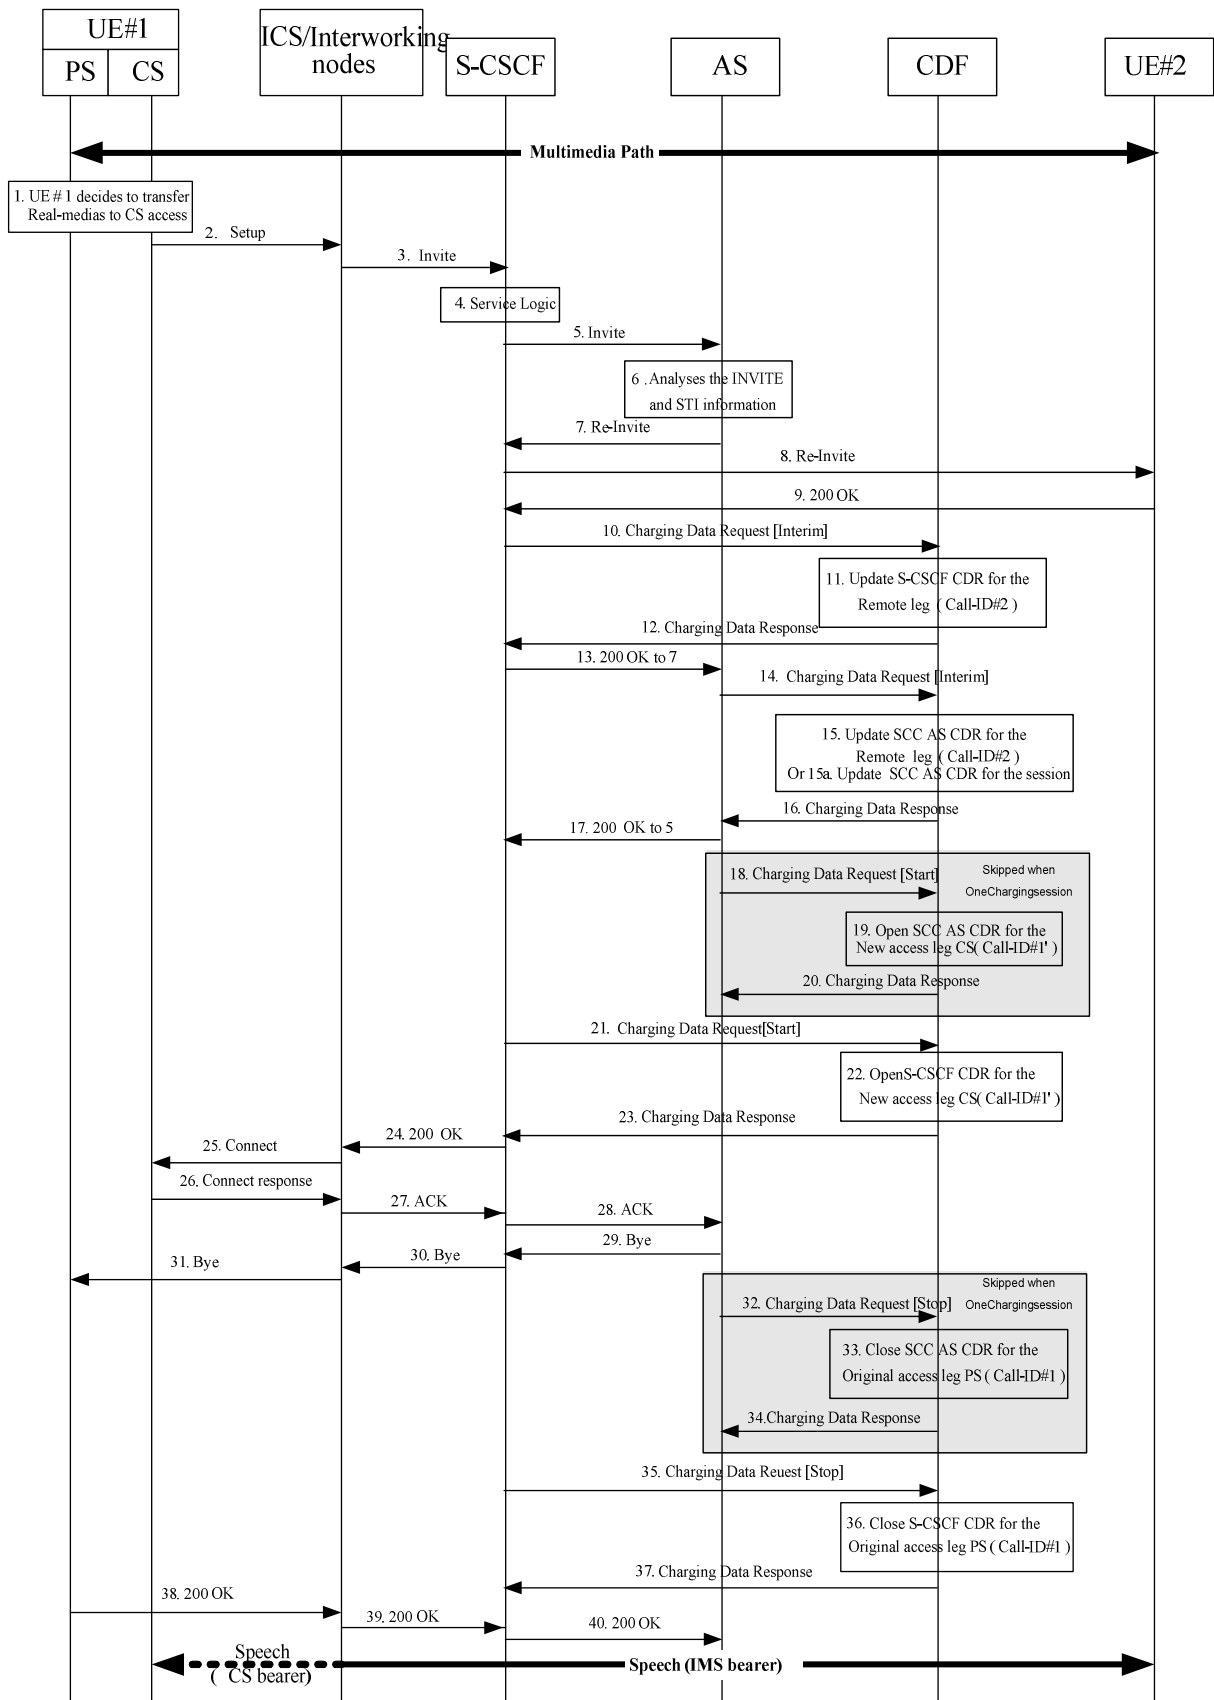 UE#1
PS
CS
ICS/Interworking
nodes
S-CSCF
AS
CDF
UE#2
Multimedia Path
1. UE # 1 decides to transfer
Real-medias to CS access
2. Setup
3. Invite
4. Service Logic
5. Invite
6 . Analyses the INVITE
and STI information
7. Re-Invite
8. Re-Invite
9. 200 OK
10. Charging Data Request [Interim]
11. Update S-CSCF CDR for the
Remote leg ( Call-ID#2 )
12. Charging Data Response
13. 200 OK to 7
14. Charging Data Request [Interim]
15. Update SCC AS CDR for the
Remote leg ( Call-ID#2 )
Or 15a. Update SCC AS CDR for the session
16. Charging Data Response
17. 200 OK to 5
18. Charging Data Request [Start]
Skipped when
OneChargingsession
19. Open SCC AS CDR for the
New access leg CS( Call-ID#1' )
20. Charging Data Response
21. Charging Data Request[Start]
22. OpenS-CSCF CDR for the
New access leg CS( Call-ID#1' )
23. Charging Data Response
24. 200 OK
25. Connect
26. Connect response
27. ACK
28. ACK
29. Bye
30. Bye
31. Bye
Skipped when
32. Charging Data Request [Stop]
OneChargingsession
33. Close SCC AS CDR for the
Original access leg PS ( Call-ID#1 )
34.Charging Data Response
35. Charging Data Reuest [Stop]
36. Close S-CSCF CDR for the
Original access leg PS ( Call-ID#1 )
37. Charging Data Response
38. 200 OK
39. 200 OK
40. 200 OK
Speech
( CS bearer)
Speech (IMS bearer)